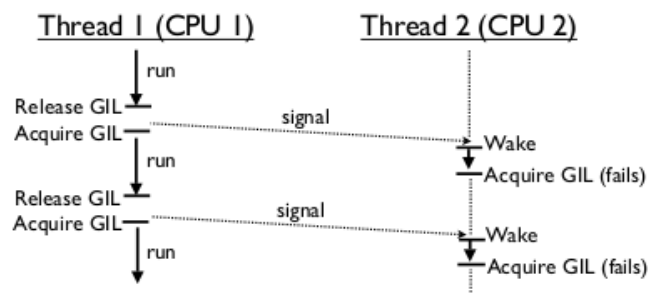 Thread 1 (CPU 1)
Thread 2 (CPU 2)
run
Release GIL
signal
Acquire GIL
Wake
run
Acquire GIL (fails)
Release GIL
signal
Acquire GIL
Wake
run
Acquire GIL (fails)